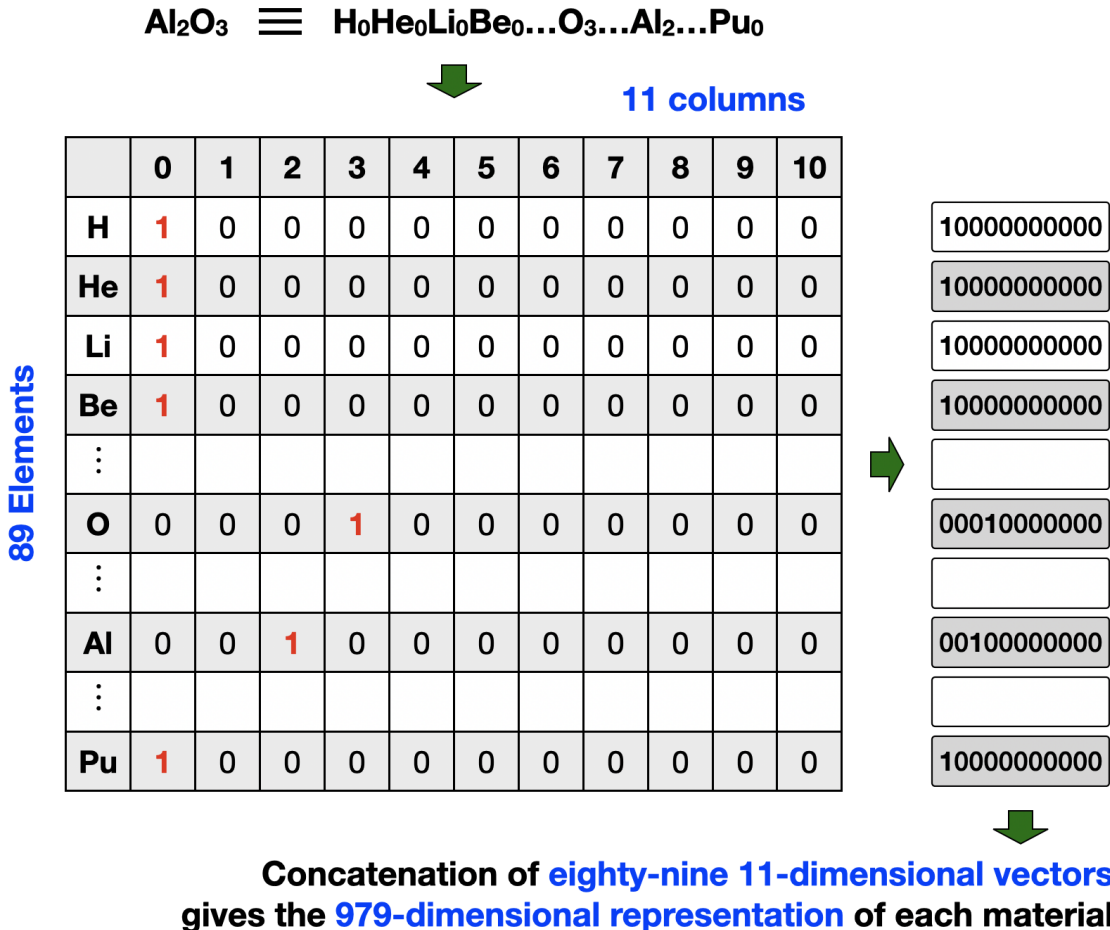 Al₂O₃ ≡ H₀He₀Li₀Be₀...O₃...Al₂...Pu₀
11 columns
0 1 2 3 4 5 6 7 8 9 10
H 1 0 0 0 0 0 0 0 0 0 0 10000000000
He 1 0 0 0 0 0 0 0 0 0 0 10000000000
Li 1 0 0 0 0 0 0 0 0 0 0 10000000000
Be 1 0 0 0 0 0 0 0 0 0 0 10000000000
⋮
O 0 0 0 1 0 0 0 0 0 0 0 00010000000
⋮
Al 0 0 1 0 0 0 0 0 0 0 0 00100000000
⋮
Pu 1 0 0 0 0 0 0 0 0 0 0 10000000000
89 Elements
Concatenation of eighty-nine 11-dimensional vectors
gives the 979-dimensional representation of each material